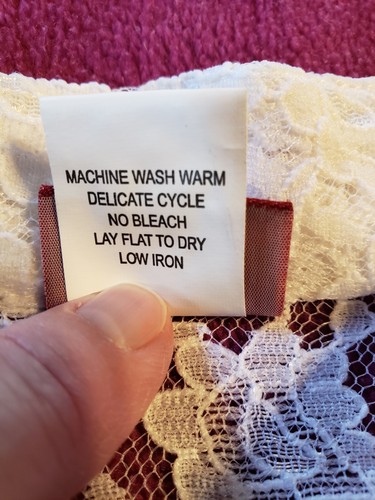 MACHINE WASH WARM
DELICATE CYCLE
NO BLEACH
LAY FLAT TO DRY
LOW IRON